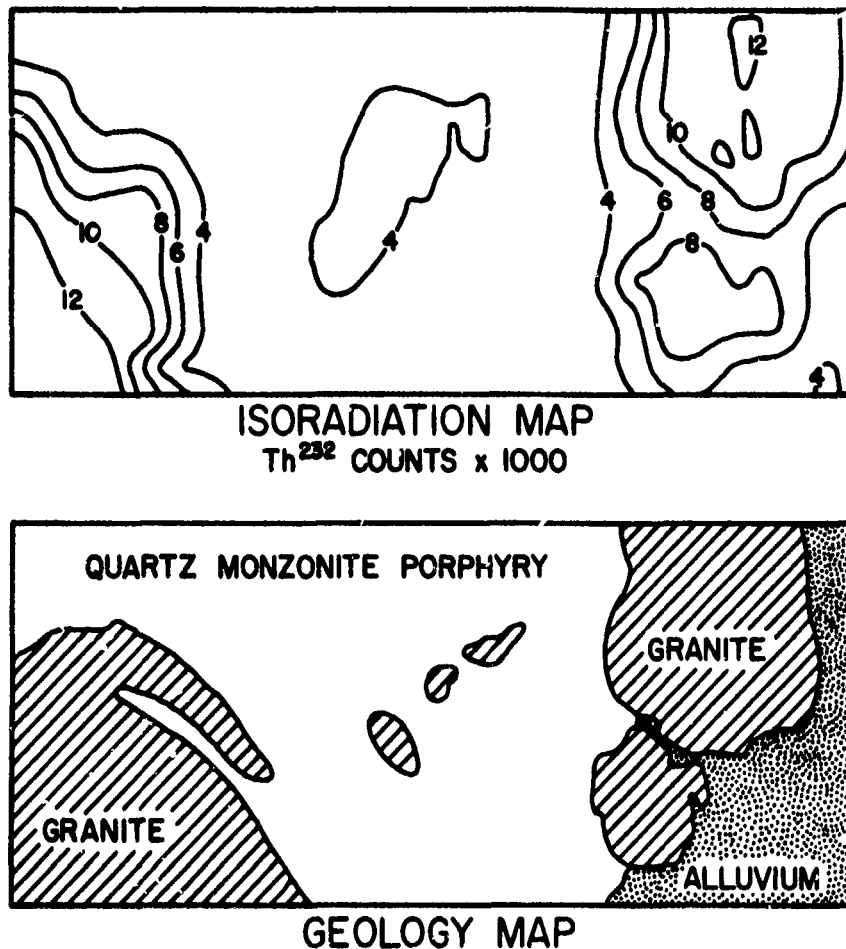 12
10
4
6
8
8
10
8
6
4
12
4
4
ISORADIATION MAP
Th²³² COUNTS x 1000
QUARTZ MONZONITE PORPHYRY
GRANITE
GRANITE
ALLUVIUM
GEOLOGY MAP